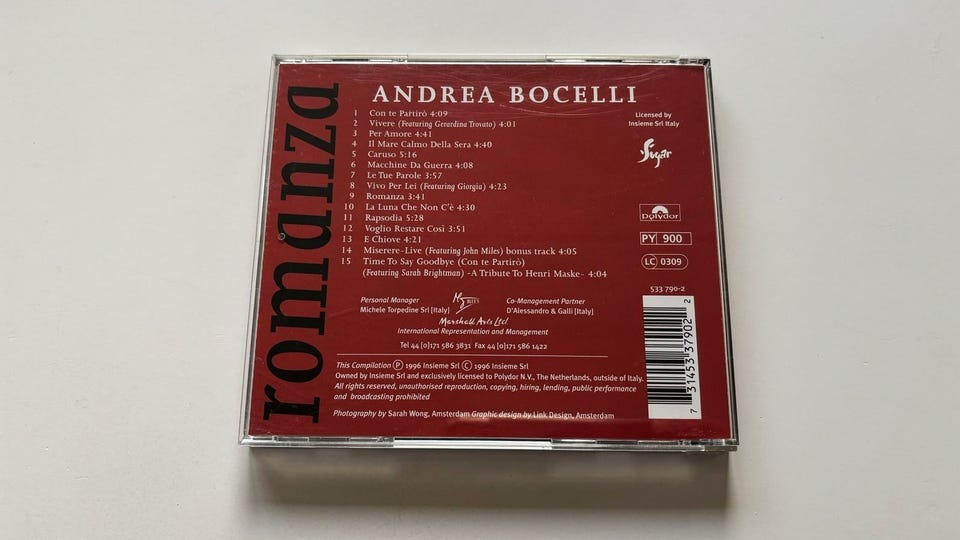 romanza
ANDREA BOCELLI
1 Con te Partirò 4:09
2 Vivere (Featuring Gerardina Trovato) 4:01
3 Per Amore 4:41
4 Il Mare Calmo Della Sera 4:40
5 Caruso 5:16
6 Macchine Da Guerra 4:08
7 Le Tue Parole 3:57
8 Vivo Per Lei (Featuring Giorgia) 4:23
9 Romanza 3:41
10 La Luna Che Non C'è 4:30
11 Rapsodia 5:28
12 Voglio Restare Così 3:51
13 E Chiove 4:21
14 Miserere-Live (Featuring John Miles) bonus track 4:05
15 Time To Say Goodbye (Con te Partirò)
(Featuring Sarah Brightman) -A Tribute To Henri Maske- 4:04
Licensed by
Insieme Srl Italy
Sugar
Polydor
PY 900
LC 0309
533 790-2
7 31453 37902 2
Personal Manager
Michele Torpedine Srl [Italy]
Co-Management Partner
D'Alessandro & Galli [Italy]
Marshall Arts Ltd
International Representation and Management
Tel 44 [0]171 586 3831 Fax 44 [0]171 586 1422
This Compilation Ⓟ 1996 Insieme Srl Ⓒ 1996 Insieme Srl
Owned by Insieme Srl and exclusively licensed to Polydor N.V., The Netherlands, outside of Italy.
All rights reserved, unauthorised reproduction, copying, hiring, lending, public performance
and broadcasting prohibited
Photography by Sarah Wong, Amsterdam Graphic design by Link Design, Amsterdam